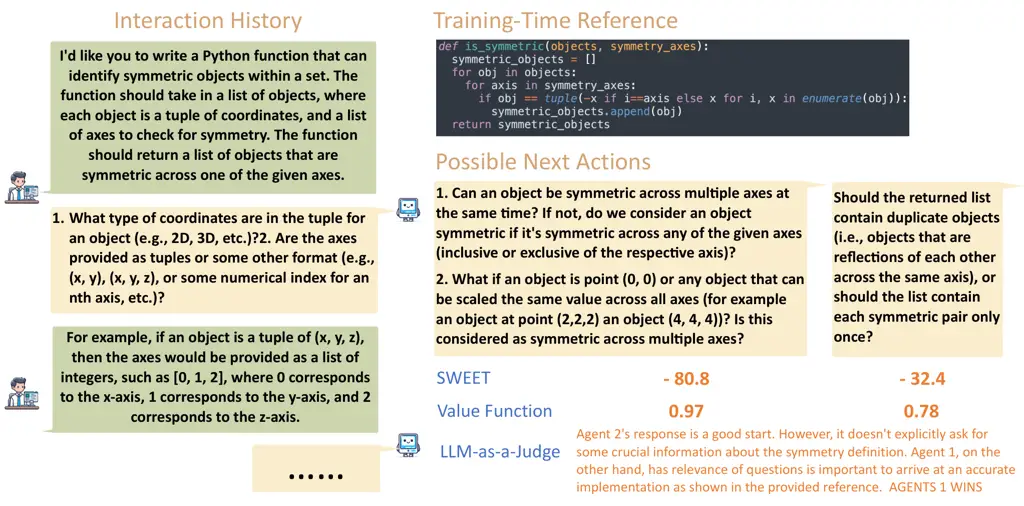 Interaction History
I'd like you to write a Python function that can
identify symmetric objects within a set. The
function should take in a list of objects, where
each object is a tuple of coordinates, and a list
of axes to check for symmetry. The function
should return a list of objects that are
symmetric across one of the given axes.
1. What type of coordinates are in the tuple for
an object (e.g., 2D, 3D, etc.)?2. Are the axes
provided as tuples or some other format (e.g.,
(x, y), (x, y, z), or some numerical index for an
nth axis, etc.)?
For example, if an object is a tuple of (x, y, z),
then the axes would be provided as a list of
integers, such as [0, 1, 2], where 0 corresponds
to the x-axis, 1 corresponds to the y-axis, and 2
corresponds to the z-axis.
......
Training-Time Reference
def is_symmetric(objects, symmetry_axes):
  symmetric_objects = []
  for obj in objects:
    for axis in symmetry_axes:
      if obj == tuple(-x if i==axis else x for i, x in enumerate(obj)):
        symmetric_objects.append(obj)
  return symmetric_objects
Possible Next Actions
1. Can an object be symmetric across multiple axes at
the same time? If not, do we consider an object
symmetric if it's symmetric across any of the given axes
(inclusive or exclusive of the respective axis)?
2. What if an object is point (0, 0) or any object that can
be scaled the same value across all axes (for example
an object at point (2,2,2) an object (4, 4, 4))? Is this
considered as symmetric across multiple axes?
Should the returned list
contain duplicate objects
(i.e., objects that are
reflections of each other
across the same axis), or
should the list contain
each symmetric pair only
once?
SWEET - 80.8 - 32.4
Value Function 0.97 0.78
LLM-as-a-Judge
Agent 2's response is a good start. However, it doesn't explicitly ask for
some crucial information about the symmetry definition. Agent 1, on the
other hand, has relevance of questions is important to arrive at an accurate
implementation as shown in the provided reference.  AGENTS 1 WINS